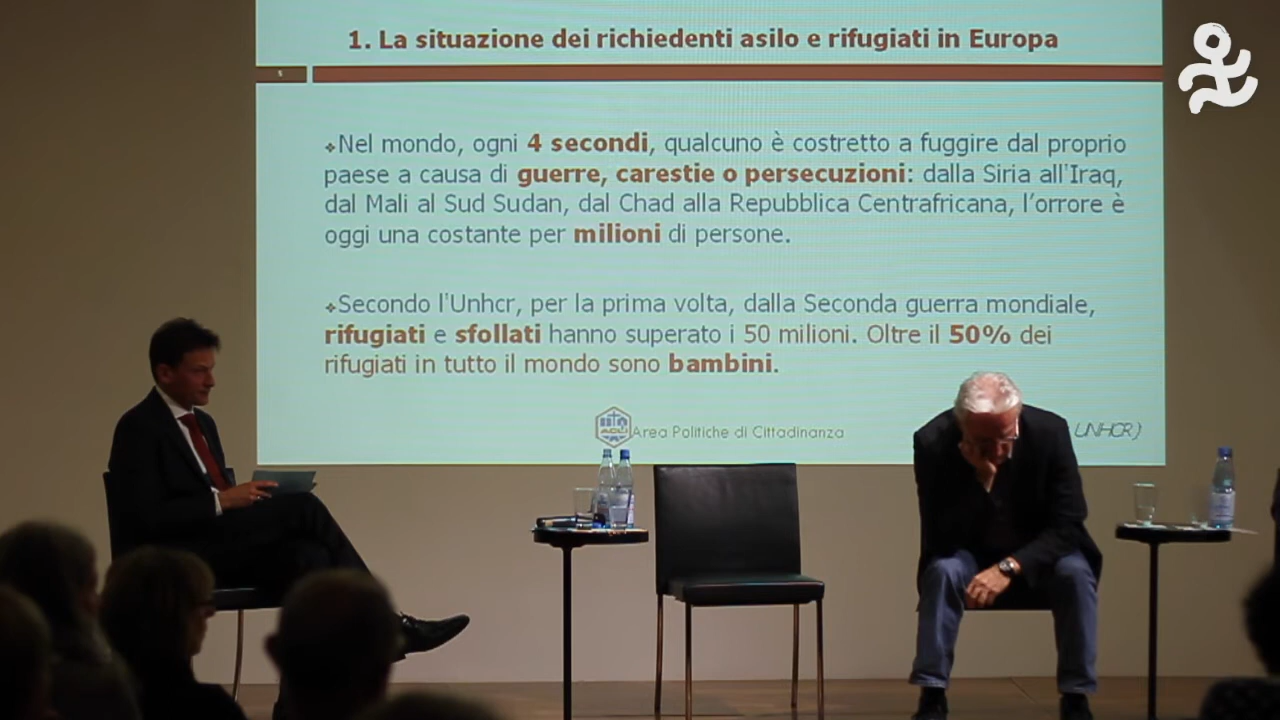 1. La situazione dei richiedenti asilo e rifugiati in Europa
❖Nel mondo, ogni 4 secondi, qualcuno è costretto a fuggire dal proprio
paese a causa di guerre, carestie o persecuzioni: dalla Siria all'Iraq,
dal Mali al Sud Sudan, dal Chad alla Repubblica Centrafricana, l'orrore è
oggi una costante per milioni di persone.
❖Secondo l'Unhcr, per la prima volta, dalla Seconda guerra mondiale,
rifugiati e sfollati hanno superato i 50 milioni. Oltre il 50% dei
rifugiati in tutto il mondo sono bambini.
ACLI Area Politiche di Cittadinanza
UNHCR)